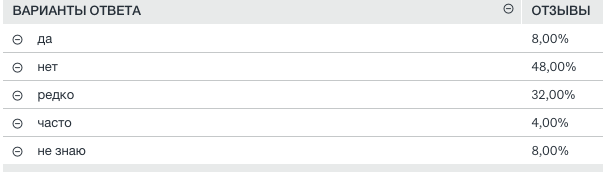 ВАРИАНТЫ ОТВЕТА ОТЗЫВЫ
да 8,00%
нет 48,00%
редко 32,00%
часто 4,00%
не знаю 8,00%